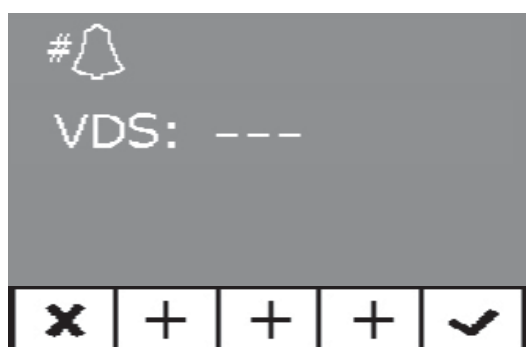 #
VDS: ---
+ + +